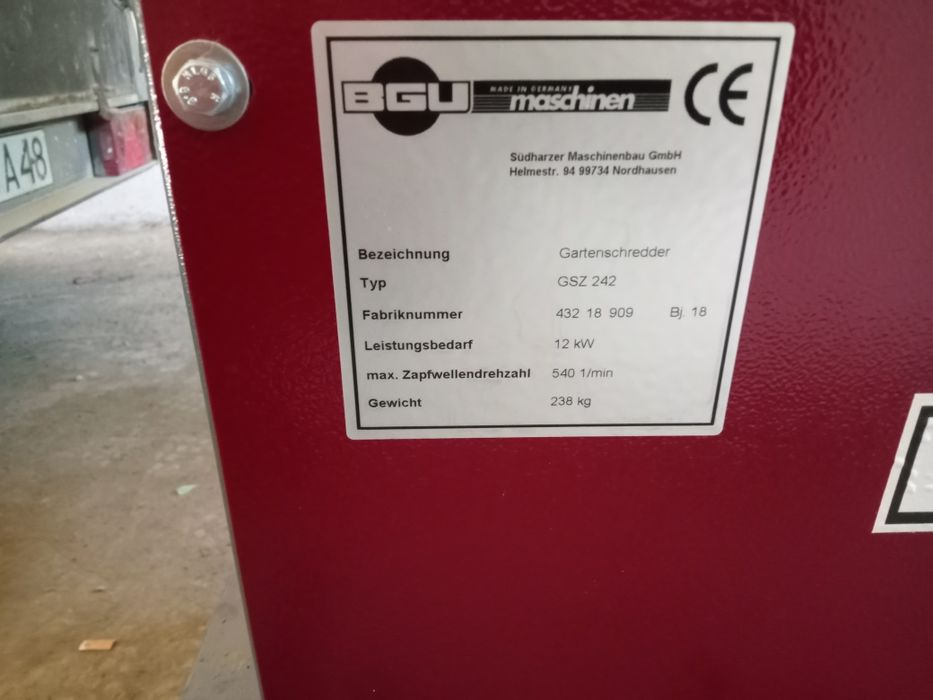 A48
BGU
MADE IN GERMANY
maschinen
CE
Südharzer Maschinenbau GmbH
Helmestr. 94 99734 Nordhausen
Bezeichnung Gartenschredder
Typ GSZ 242
Fabriknummer 432 18 909 Bj. 18
Leistungsbedarf 12 kW
max. Zapfwellendrehzahl 540 1/min
Gewicht 238 kg